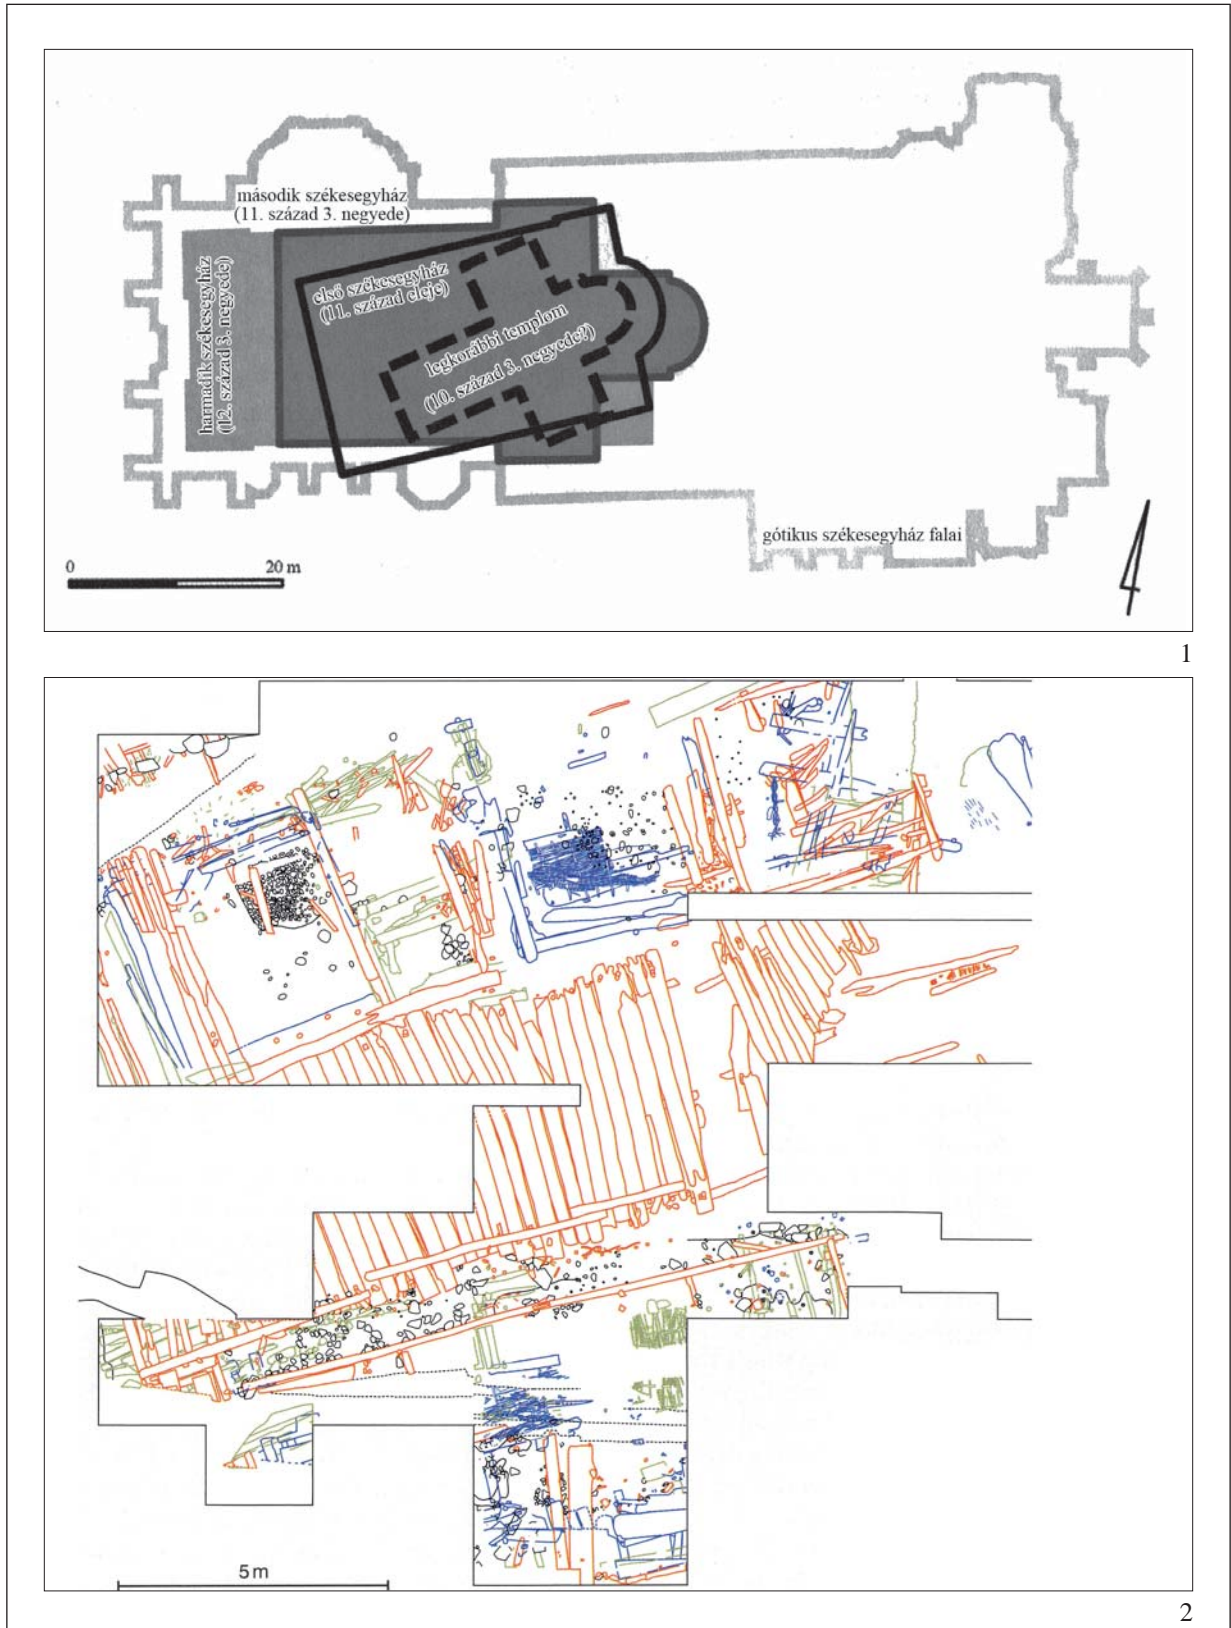 második székesegyház
(11. század 3. negyede)
harmadik székesegyház
(12. század 3. negyede)
első székesegyház
(11. század eleje)
legkorábbi templom
(10. század 3. negyede?)
gótikus székesegyház falai
0 20 m
1
5 m
2